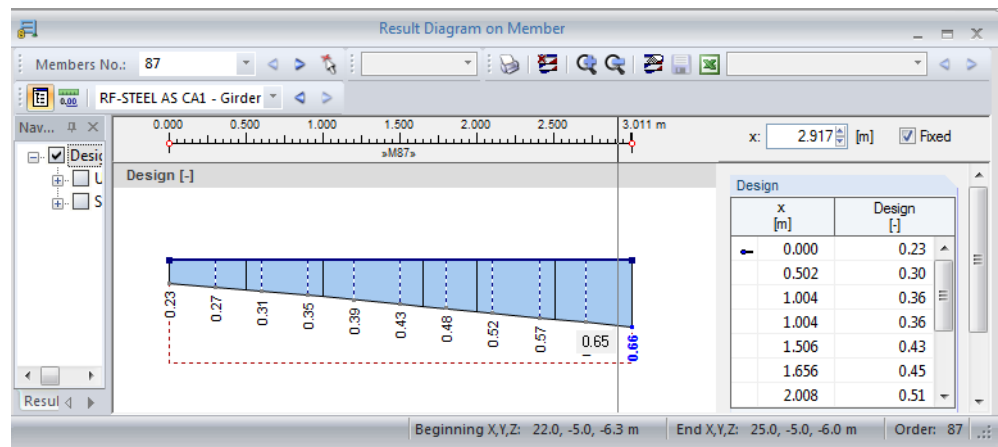 Result Diagram on Member
Members No.: 87
RF-STEEL AS CA1 - Girder
Nav...
0.000 0.500 1.000 1.500 2.000 2.500 3.011 m
»M87»
x: 2.917 [m] Fixed
Desig
U
S
Design [-]
0.23 0.27 0.31 0.35 0.39 0.43 0.48 0.52 0.57 0.65 0.66
Design
x [m] Design [-]
0.000 0.23
0.502 0.30
1.004 0.36
1.004 0.36
1.506 0.43
1.656 0.45
2.008 0.51
Resul
Beginning X,Y,Z: 22.0, -5.0, -6.3 m End X,Y,Z: 25.0, -5.0, -6.0 m Order: 87